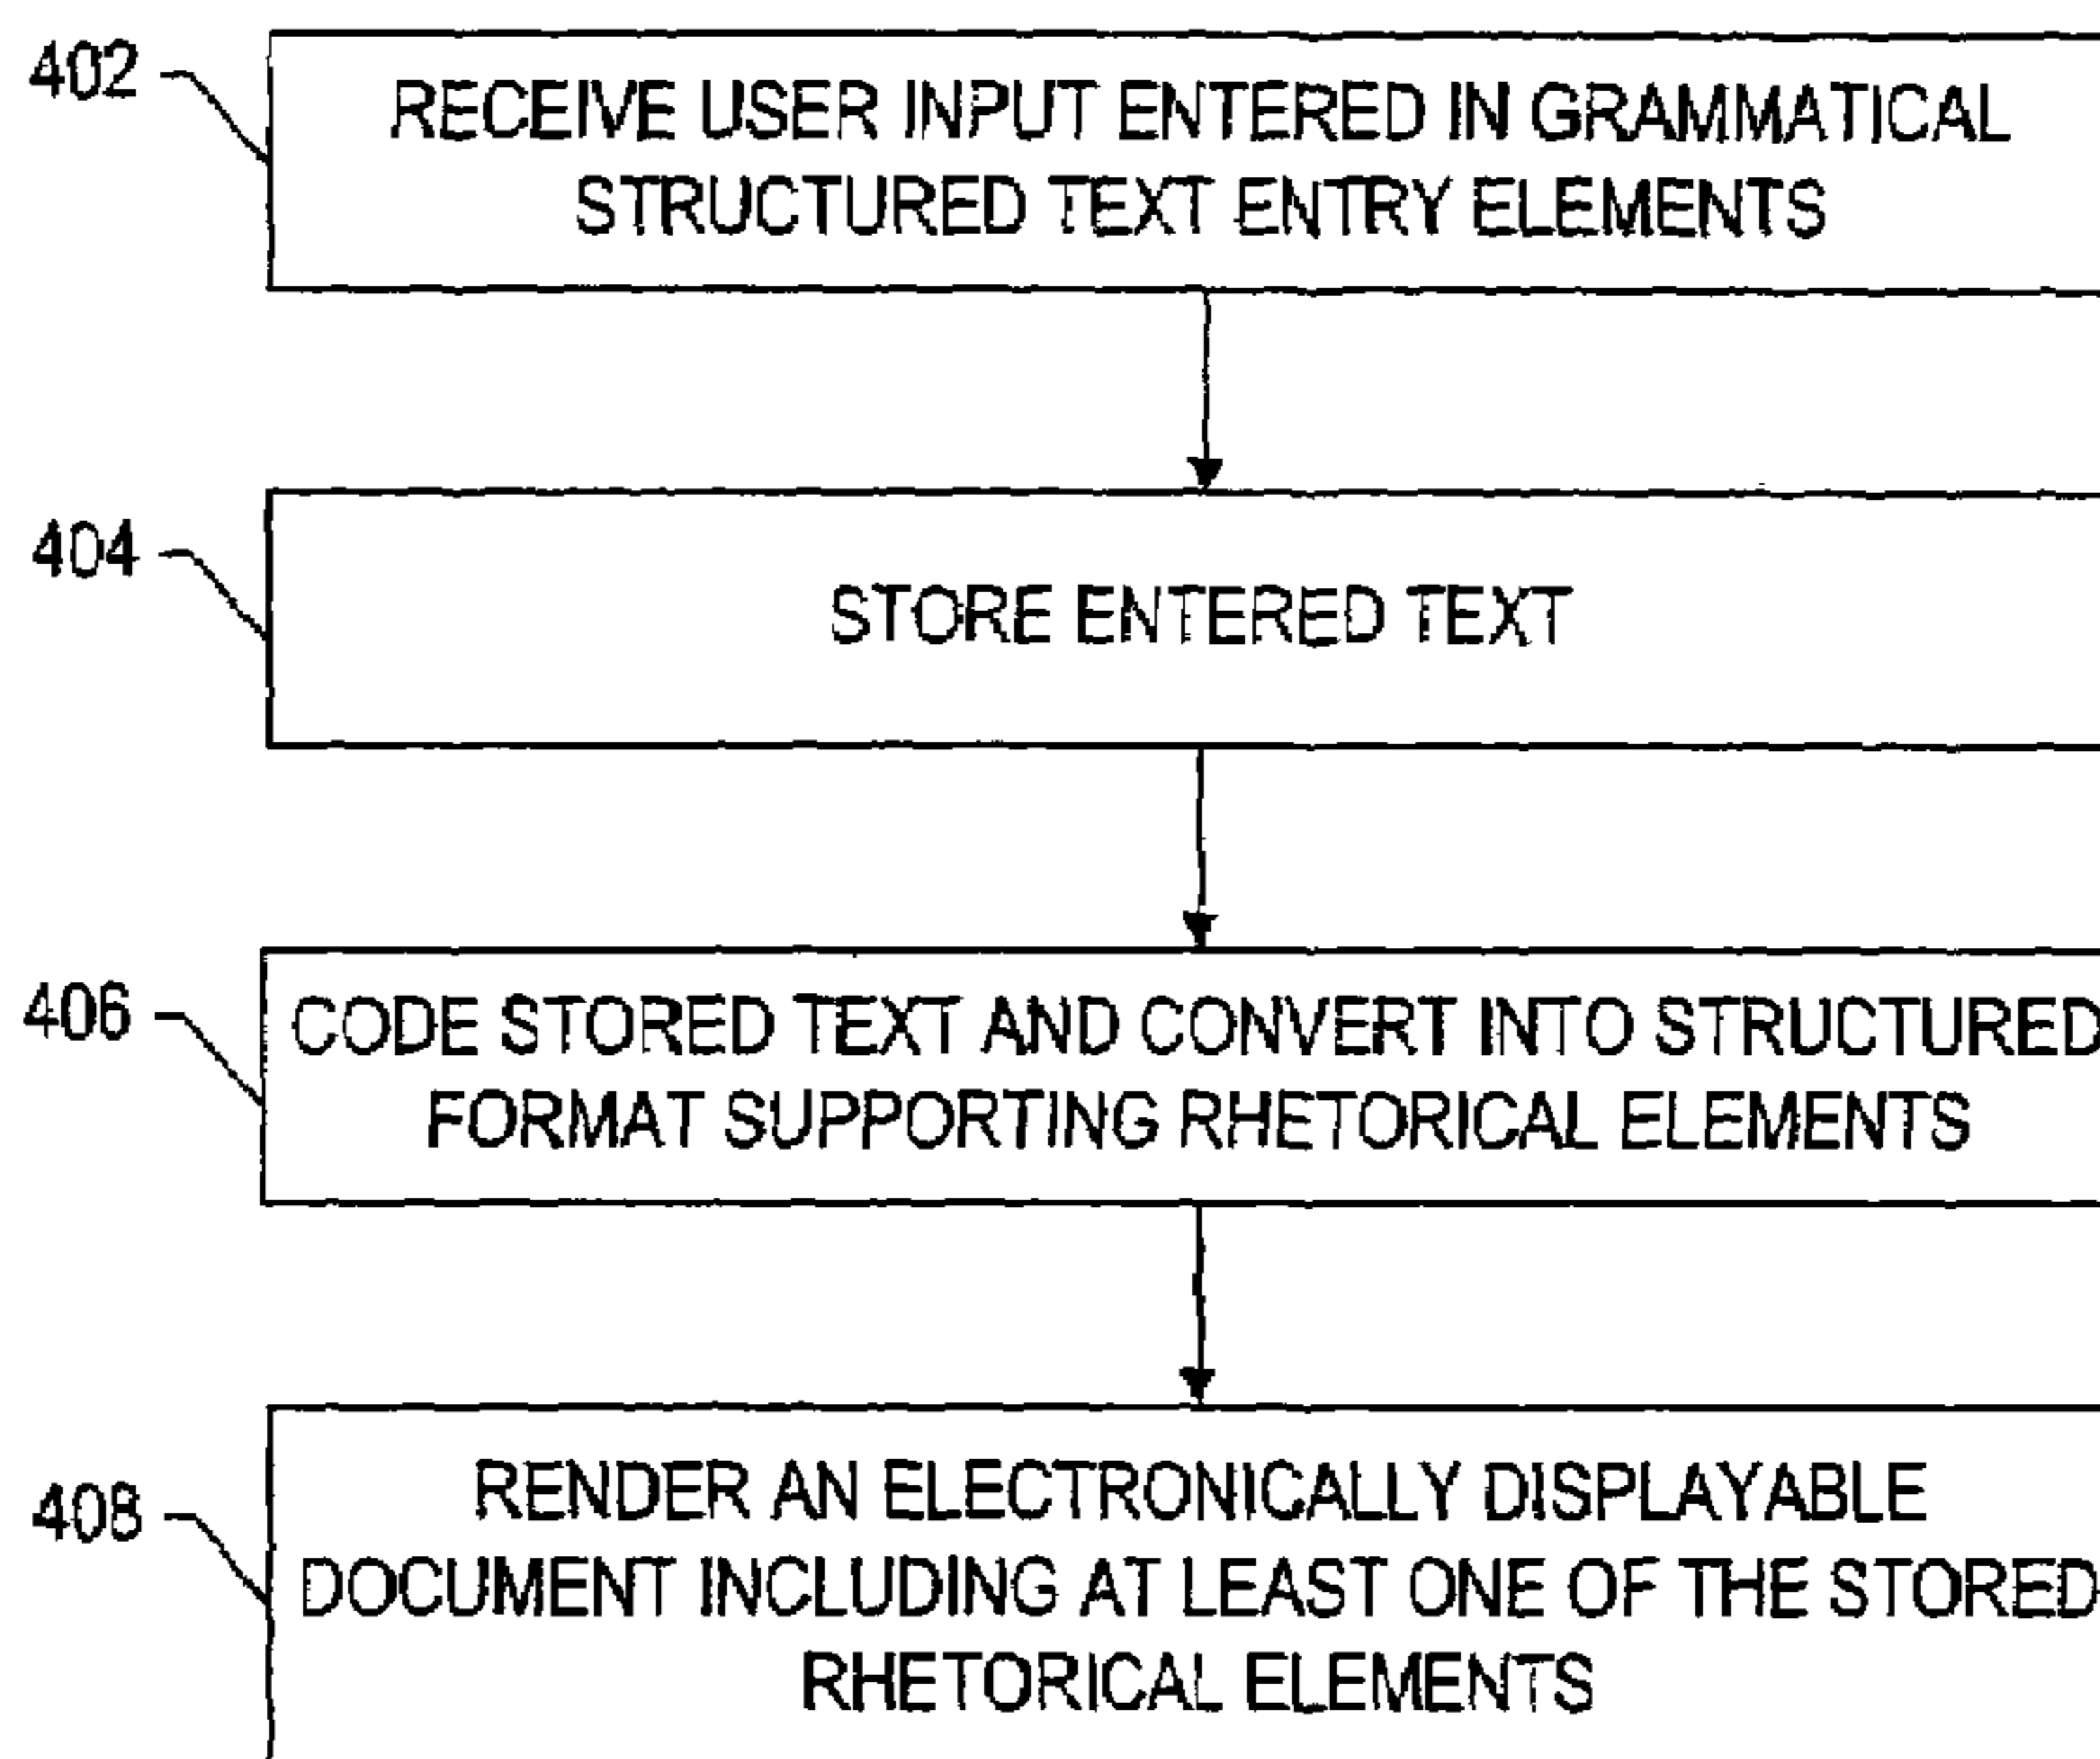 402
RECEIVE USER INPUT ENTERED IN GRAMMATICAL
STRUCTURED TEXT ENTRY ELEMENTS
404
STORE ENTERED TEXT
406
CODE STORED TEXT AND CONVERT INTO STRUCTURED
FORMAT SUPPORTING RHETORICAL ELEMENTS
408
RENDER AN ELECTRONICALLY DISPLAYABLE
DOCUMENT INCLUDING AT LEAST ONE OF THE STORED
RHETORICAL ELEMENTS